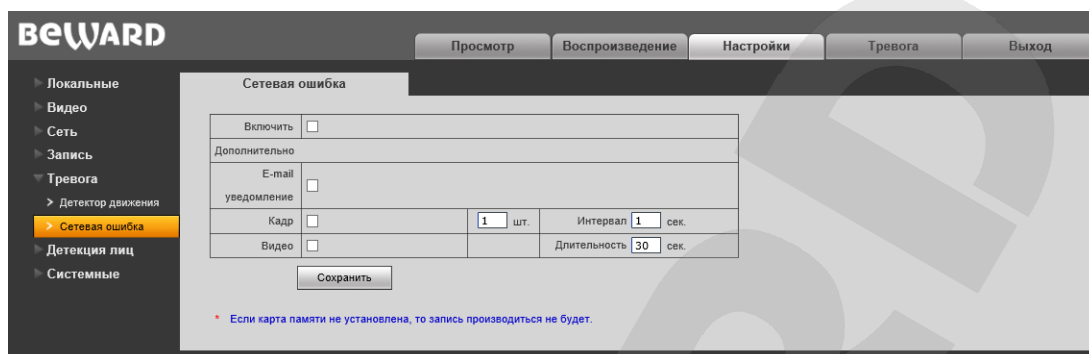 BEWARD
Просмотр Воспроизведение Настройки Тревога Выход
Локальные
Видео
Сеть
Запись
Тревога
> Детектор движения
> Сетевая ошибка
Детекция лиц
Системные
Сетевая ошибка
Включить
Дополнительно
E-mail
уведомление
Кадр 1 шт. Интервал 1 сек.
Видео Длительность 30 сек.
Сохранить
* Если карта памяти не установлена, то запись производиться не будет.